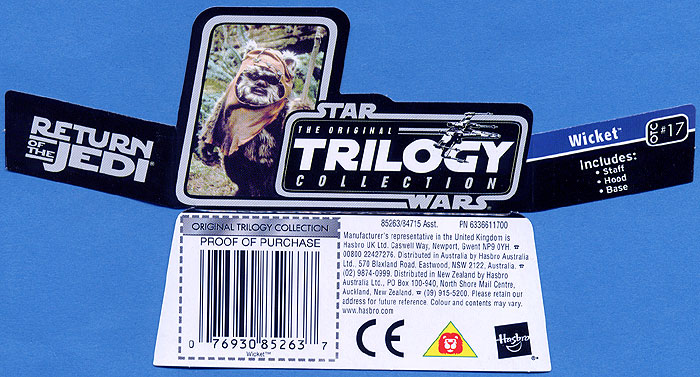 RETURN
OF THE
JEDI®
STAR
THE ORIGINAL
TRILOGY
COLLECTION
WARS
Wicket™
OTC #17
Includes:
• Staff
• Hood
• Base
ORIGINAL TRILOGY COLLECTION
PROOF OF PURCHASE
0 76930 85263 7
Wicket™
85263/84715 Asst. PN 6336611700
Manufacturer's representative in the United Kingdom is
Hasbro UK Ltd. Caswell Way, Newport, Gwent NP9 0YH ☎
00800 22427276. Distributed in Australia by Hasbro Australia
Ltd., 570 Blaxland Road, Eastwood, NSW 2122, Australia. ☎
(02) 9874-0999. Distributed in New Zealand by Hasbro
Australia Ltd., PO Box 100-940, North Shore Mail Centre,
Auckland, New Zealand. ☎ (09) 915-5200. Please retain our
address for future reference. Colour and contents may vary.
www.hasbro.com
CE
Hasbro